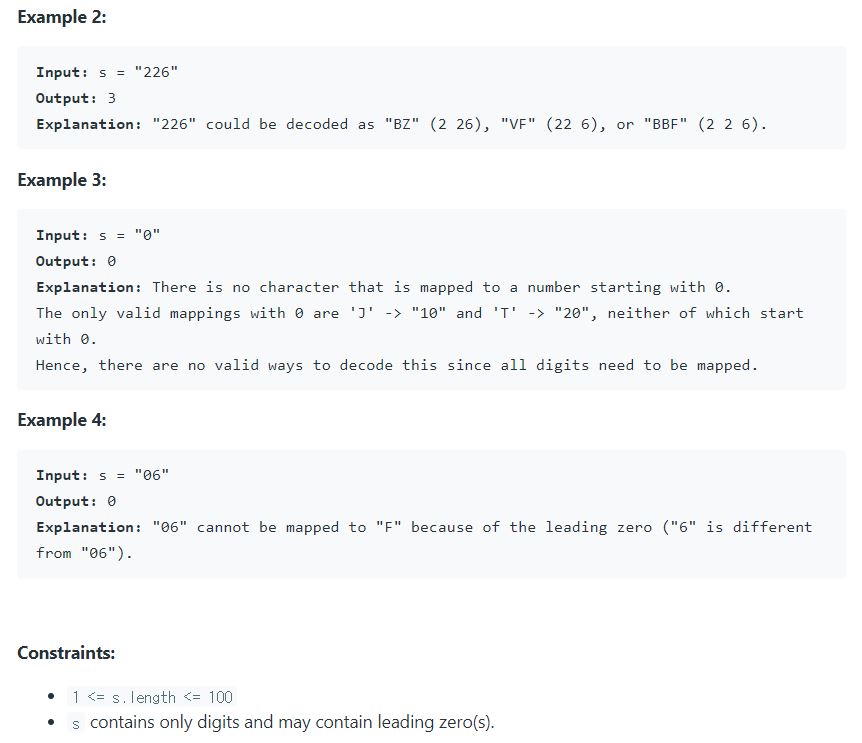 Example 2:
Input: s = "226"
Output: 3
Explanation: "226" could be decoded as "BZ" (2 26), "VF" (22 6), or "BBF" (2 2 6).
Example 3:
Input: s = "0"
Output: 0
Explanation: There is no character that is mapped to a number starting with 0.
The only valid mappings with 0 are 'J' -> "10" and 'T' -> "20", neither of which start
with 0.
Hence, there are no valid ways to decode this since all digits need to be mapped.
Example 4:
Input: s = "06"
Output: 0
Explanation: "06" cannot be mapped to "F" because of the leading zero ("6" is different
from "06").
Constraints:
• 1 <= s.length <= 100
• s contains only digits and may contain leading zero(s).